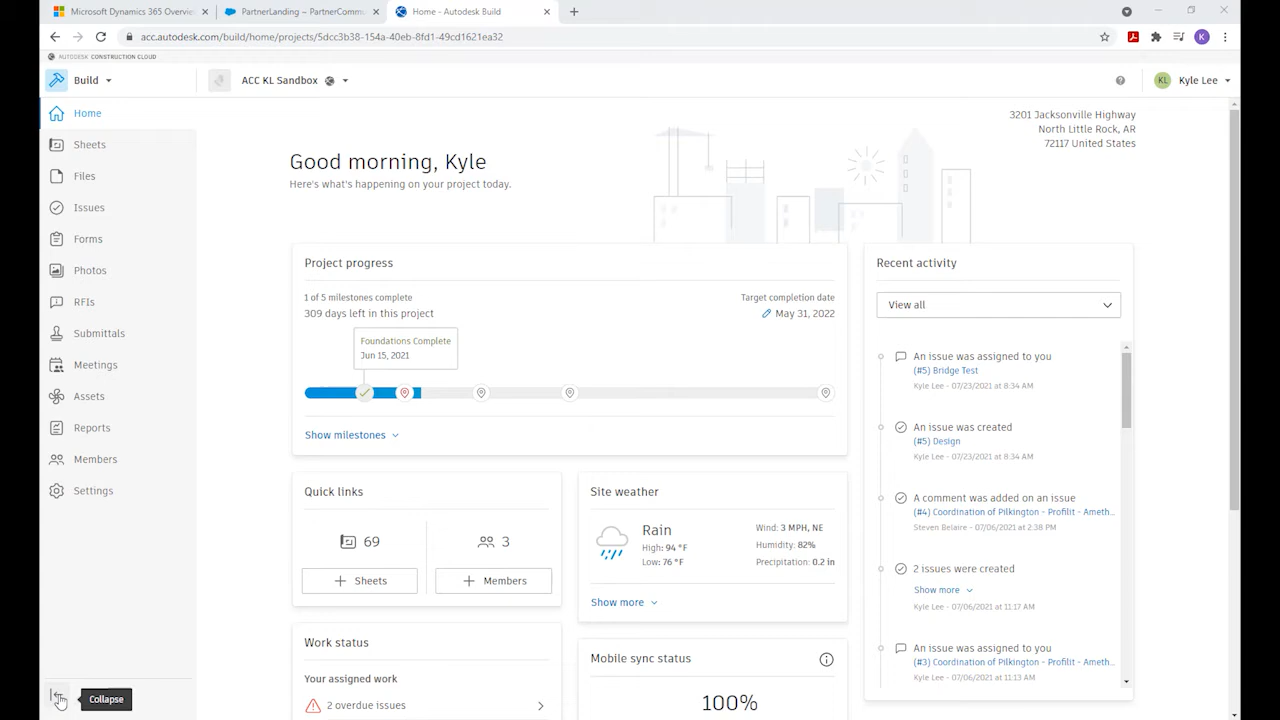 Microsoft Dynamics 365 Overvie
PartnerLanding ~ PartnerCommu
Home - Autodesk Build
acc.autodesk.com/build/home/projects/5dcc3b38-154a-40eb-8fd1-49cd1621ea32
K
AUTODESK CONSTRUCTION CLOUD
Build
ACC KL Sandbox
KL
Kyle Lee
Home
Sheets
Files
Issues
Forms
Photos
RFIs
Submittals
Meetings
Assets
Reports
Members
Settings
Collapse
Good morning, Kyle
Here's what's happening on your project today.
3201 Jacksonville Highway
North Little Rock, AR
72117 United States
Project progress
1 of 5 milestones complete
309 days left in this project
Target completion date
May 31, 2022
Foundations Complete
Jun 15, 2021
Show milestones
Quick links
69
3
Sheets
Members
Site weather
Rain
High: 94 °F
Low: 76 °F
Wind: 3 MPH, NE
Humidity: 82%
Precipitation: 0.2 in
Show more
Work status
Your assigned work
2 overdue issues
Mobile sync status
100%
Recent activity
View all
An issue was assigned to you
(#5) Bridge Test
Kyle Lee - 07/23/2021 at 8:34 AM
An issue was created
(#5) Design
Kyle Lee - 07/23/2021 at 8:34 AM
A comment was added on an issue
(#4) Coordination of Pilkington - Profilit - Ameth...
Steven Belaire - 07/06/2021 at 2:38 PM
2 issues were created
Show more
Kyle Lee - 07/06/2021 at 11:17 AM
An issue was assigned to you
(#3) Coordination of Pilkington - Profilit - Ameth...
Kyle Lee - 07/06/2021 at 11:13 AM